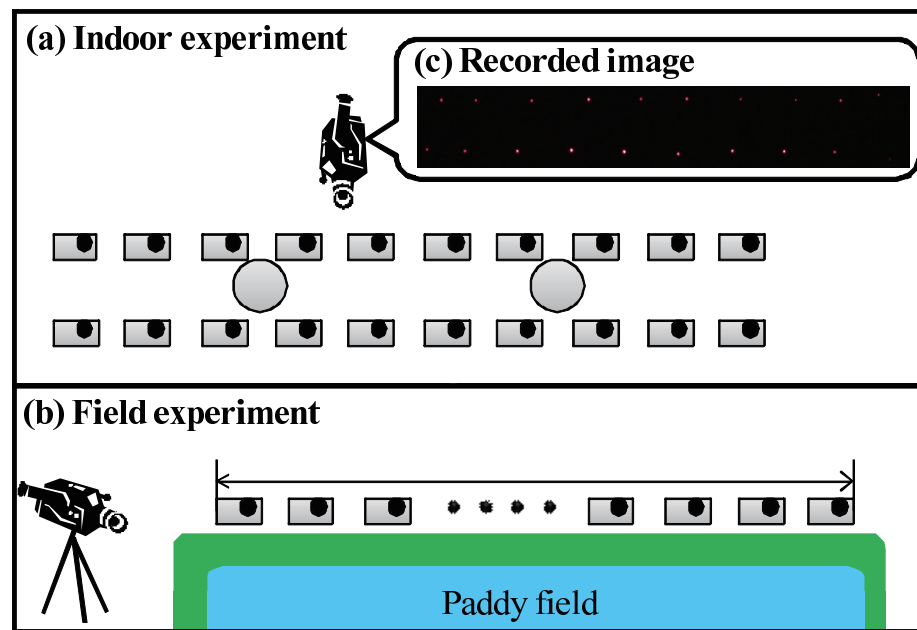 (a) Indoor experiment
(c) Recorded image
(b) Field experiment
Paddy field